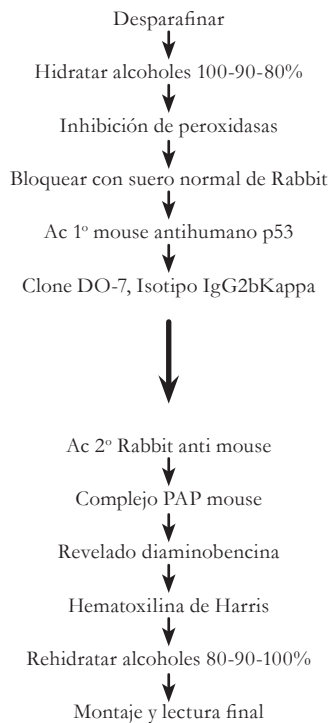 Desparafinar
Hidratar alcoholes 100-90-80%
Inhibición de peroxidasas
Bloquear con suero normal de Rabbit
Ac 1º mouse antihumano p53
Clone DO-7, Isotipo IgG2bKappa
Ac 2º Rabbit anti mouse
Complejo PAP mouse
Revelado diaminobencina
Hematoxilina de Harris
Rehidratar alcoholes 80-90-100%
Montaje y lectura final